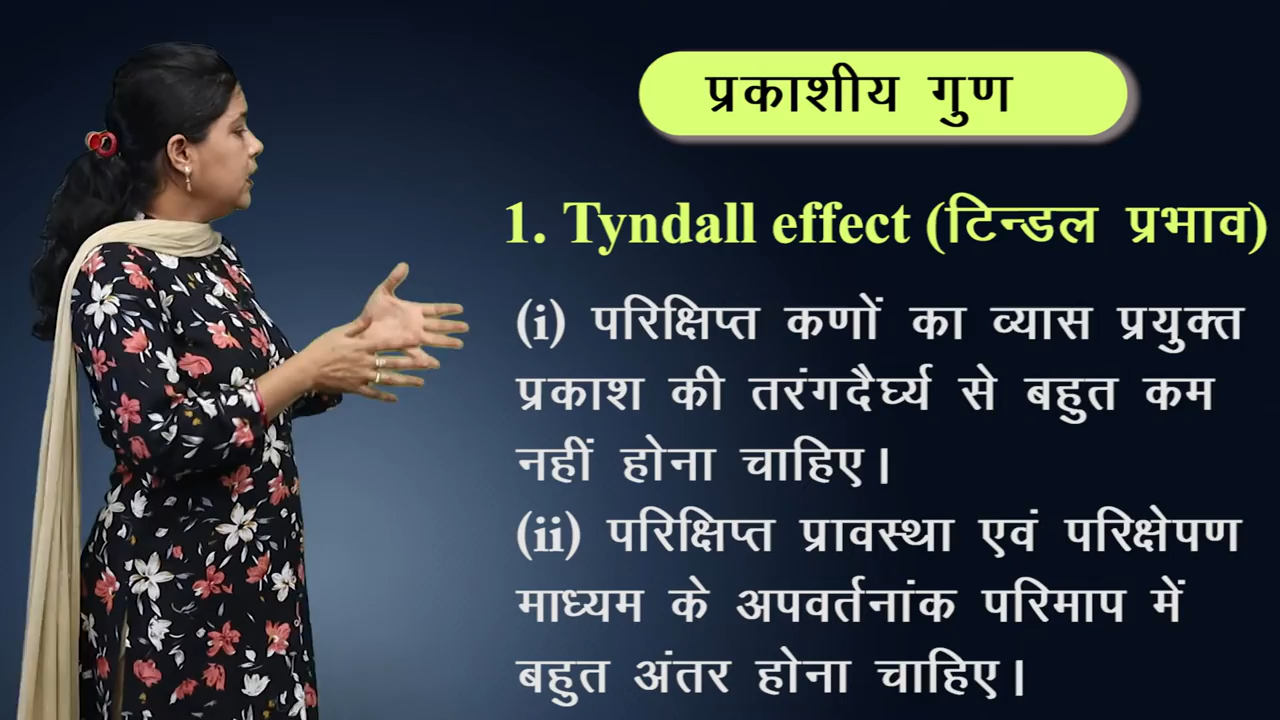 प्रकाशीय गुण
1. Tyndall effect (टिन्डल प्रभाव)
(i) परिक्षिप्त कणों का व्यास प्रयुक्त
प्रकाश की तरंगदैर्घ्य से बहुत कम
नहीं होना चाहिए।
(ii) परिक्षिप्त प्रावस्था एवं परिक्षेपण
माध्यम के अपवर्तनांक परिमाप में
बहुत अंतर होना चाहिए।